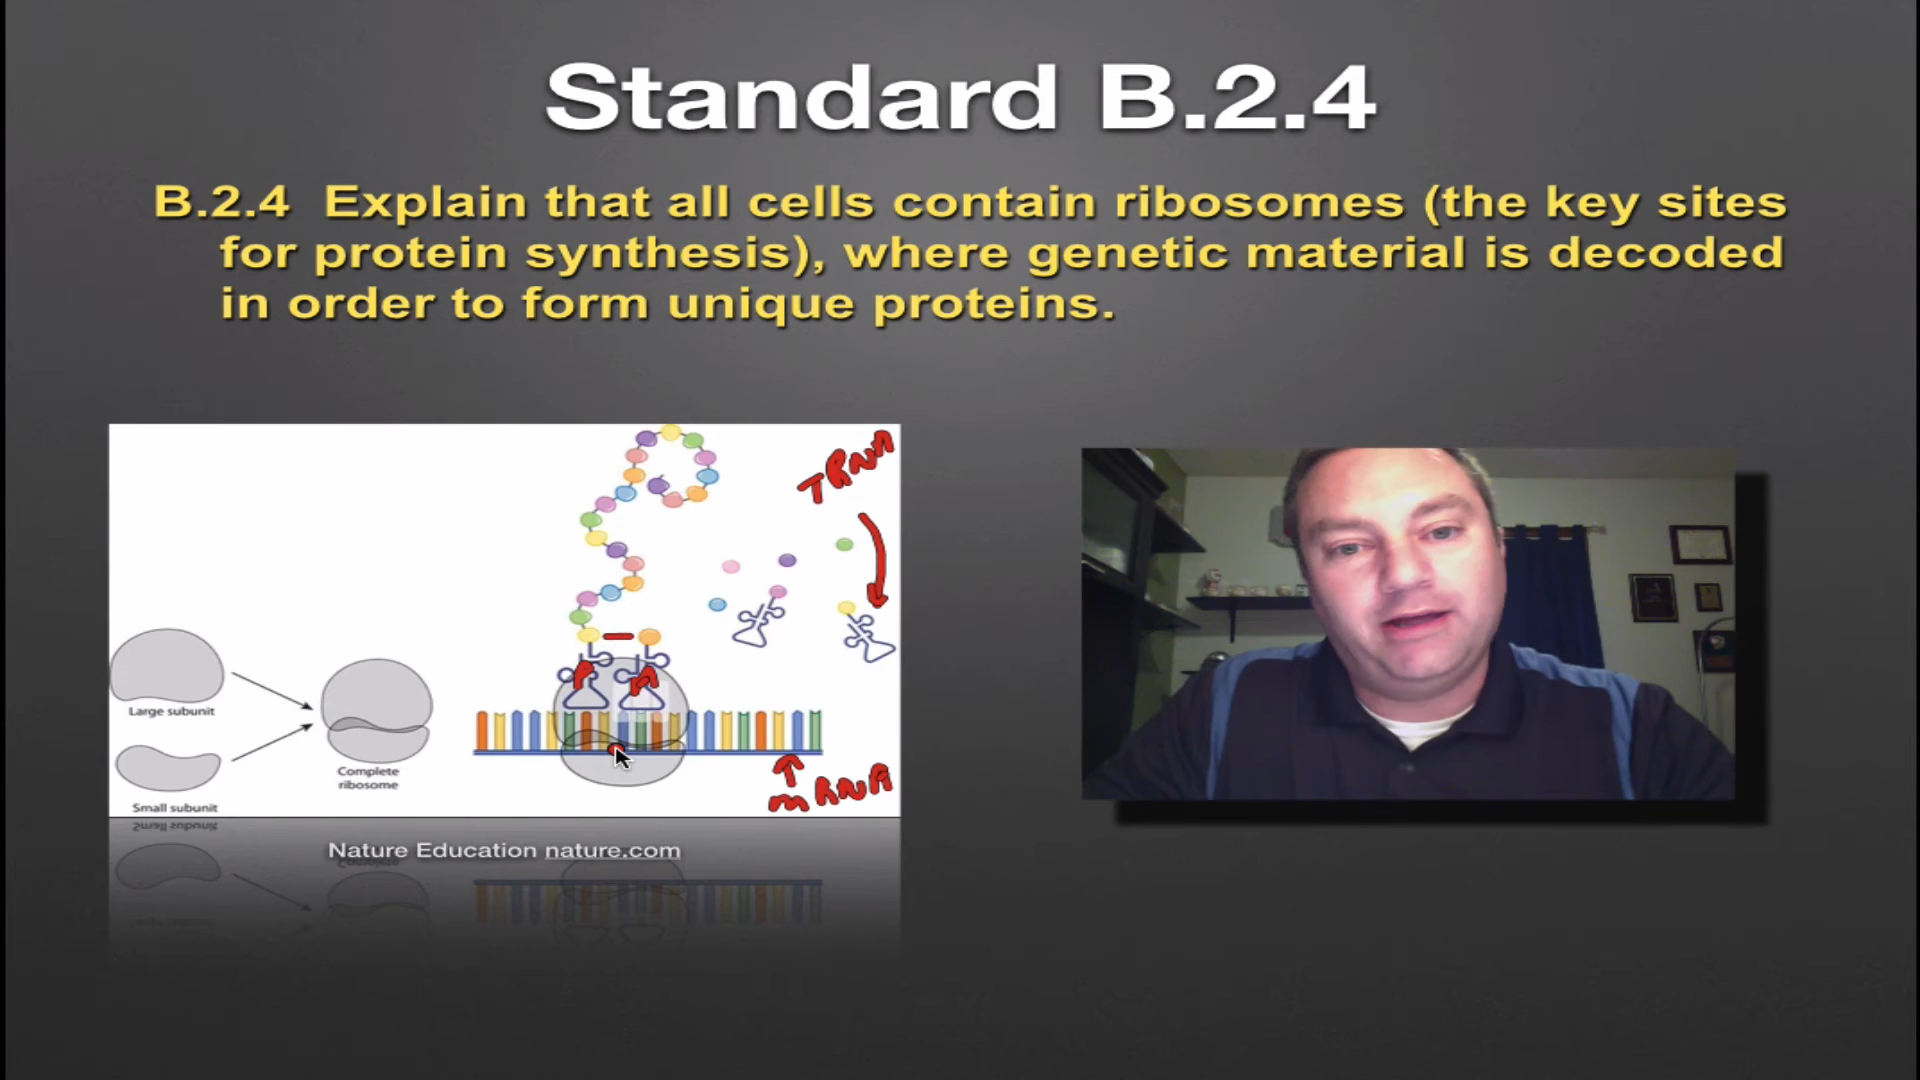 Standard B.2.4
B.2.4 Explain that all cells contain ribosomes (the key sites
for protein synthesis), where genetic material is decoded
in order to form unique proteins.
TRNA
P A
Large subunit
Small subunit
Complete
ribosome
mRNA
Nature Education nature.com